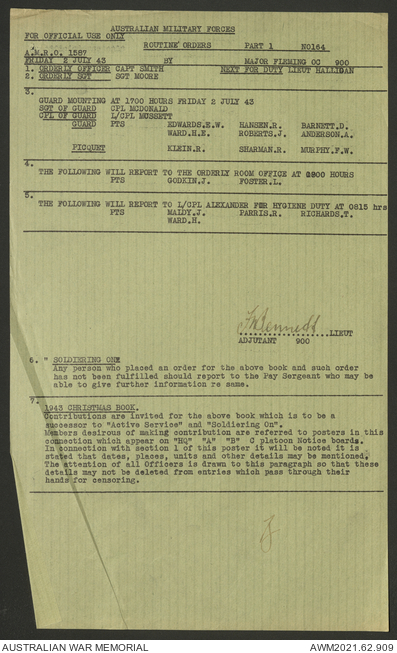 AUSTRALIAN MILITARY FORCES
FOR OFFICIAL USE ONLY
ROUTINE ORDERS PART 1 NO164
A.M.R.O. 1587
FRIDAY 2 JULY 43 BY MAJOR FLEMING OC 900
1. ORDERLY OFFICER CAPT SMITH NEXT FOR DUTY LIEUT HALLIGAN
2. ORDERLY SGT SGT MOORE
3.
GUARD MOUNTING AT 1700 HOURS FRIDAY 2 JULY 43
SGT OF GUARD CPL MCDONALD
CPL OF GUARD L/CPL MUSSETT
GUARD PTS EDWARDS.E.W. HANSEN.R. BARNETT.D.
WARD.H.E. ROBERTS.J. ANDERSON.A.
PICQUET KLEIN.R. SHARMAN.R. MURPHY.F.W.
4.
THE FOLLOWING WILL REPORT TO THE ORDERLY ROOM OFFICE AT 0900 HOURS
PTS GODKIN.J. FOSTER.L.
5.
THE FOLLOWING WILL REPORT TO L/CPL ALEXANDER FOR HYGIENE DUTY AT 0815 hrs
PTS MALDY.J. PARRIS.R. RICHARDS.T.
WARD.H.
LIEUT
ADJUTANT 900
6. " SOLDIERING ON"
Any person who placed an order for the above book and such order
has not been fulfilled should report to the Pay Sergeant who may be
able to give further information re same.
7.
1943 CHRISTMAS BOOK.
Contributions are invited for the above book which is to be a
successor to "Active Service" and "Soldiering On".
Members desirous of making contribution are referred to posters in this
connection which appear on "HQ" "A" "B" C platoon Notice boards.
In connection with section 1 of this poster it will be noted it is
stated that dates, places, units and other details may be mentioned.
The attention of all Officers is drawn to this paragraph so that these
details may not be deleted from entries which pass through their
hands for censoring.
AUSTRALIAN WAR MEMORIAL AWM2021.62.909